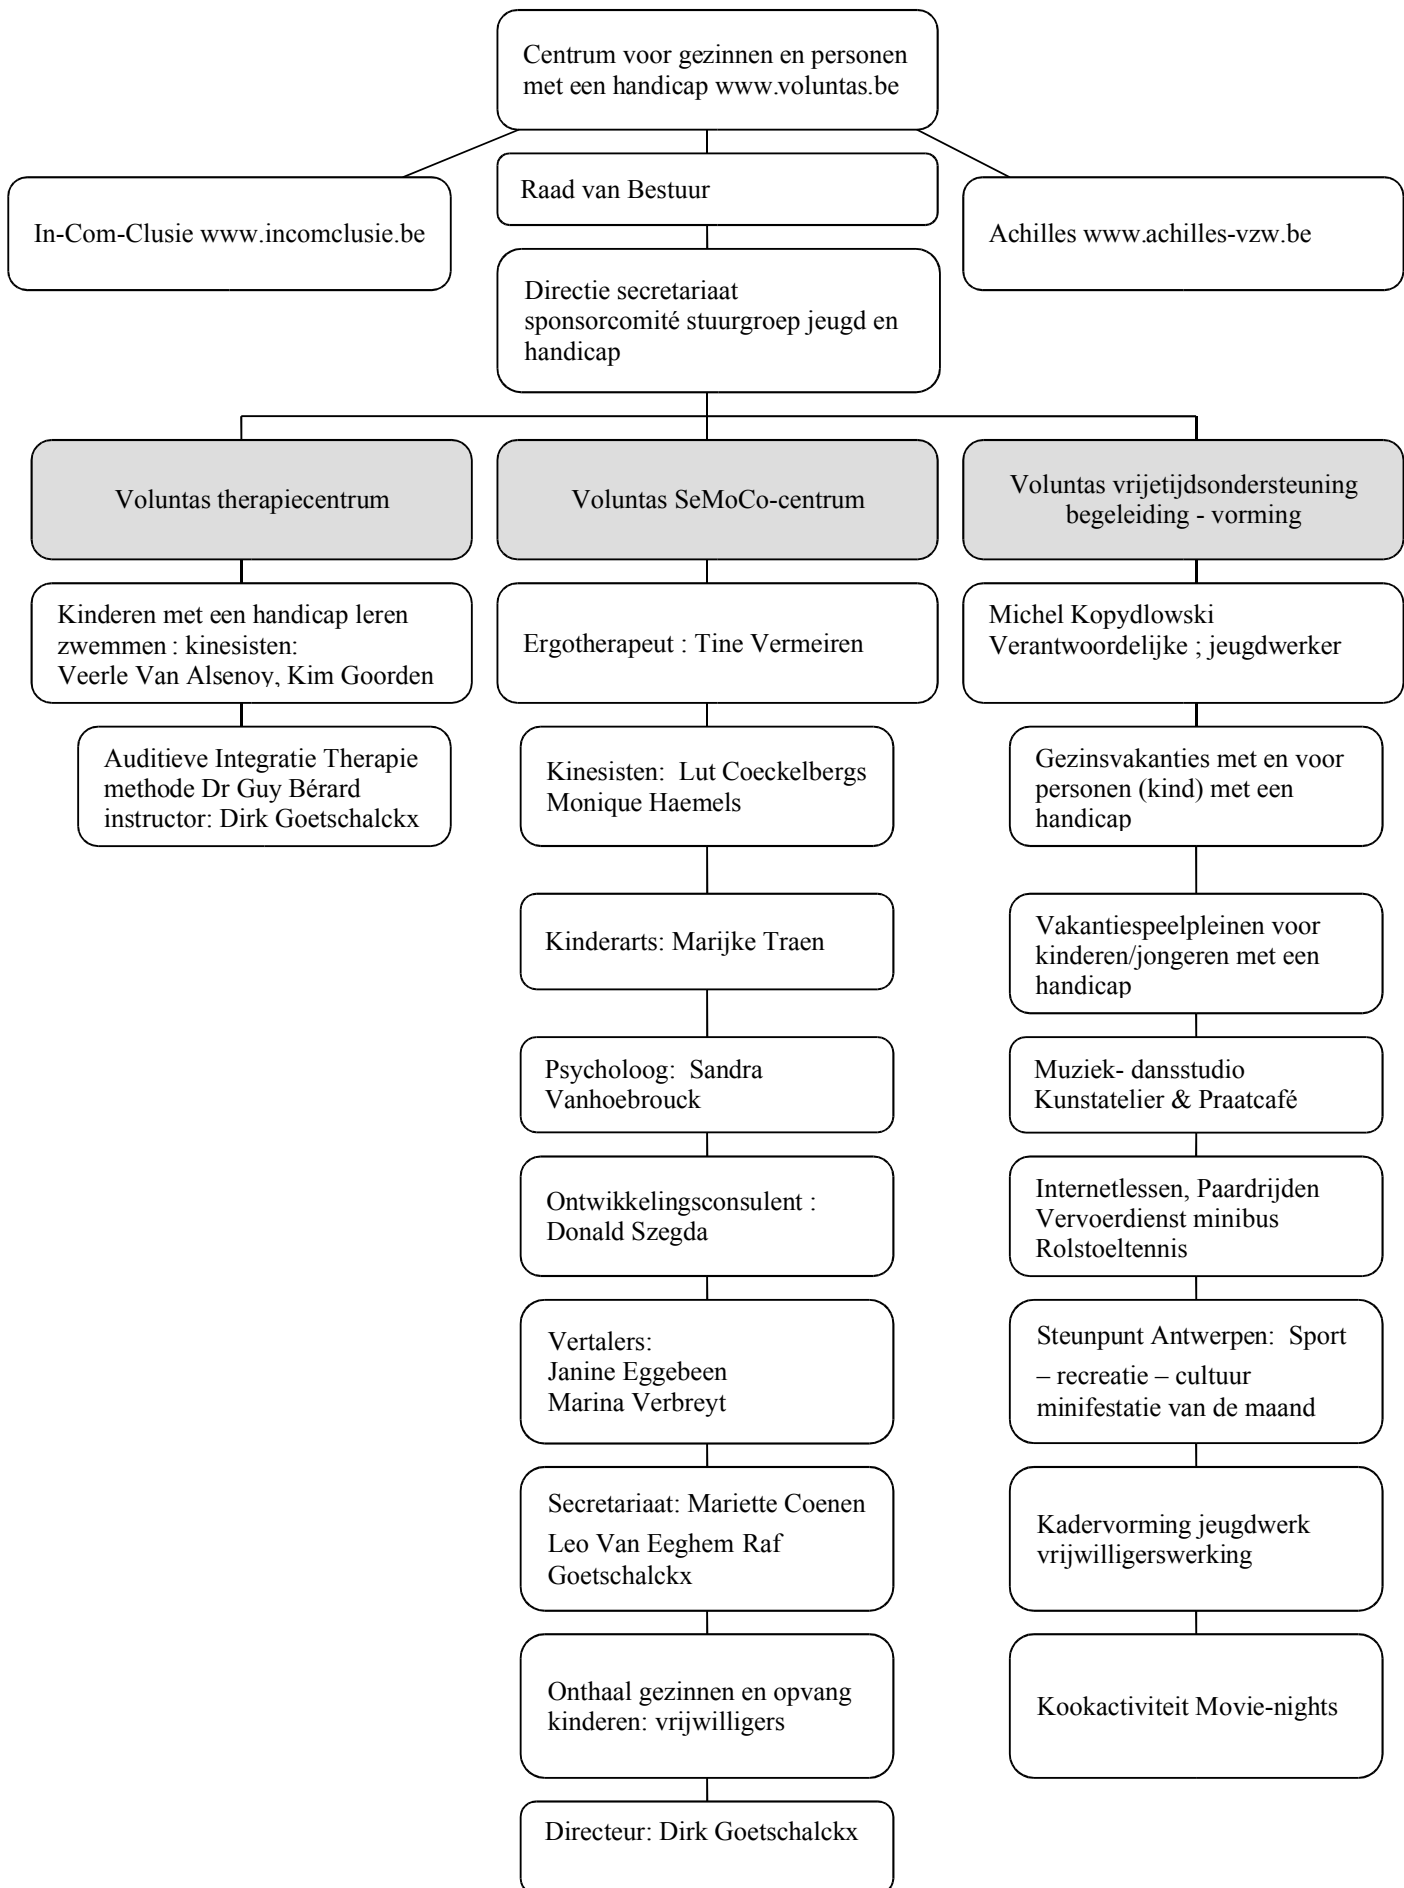 Centrum voor gezinnen en personen
met een handicap www.voluntas.be
Raad van Bestuur
In-Com-Clusie www.incomclusie.be
Achilles www.achilles-vzw.be
Directie secretariaat
sponsorcomité stuurgroep jeugd en
handicap
Voluntas therapiecentrum
Voluntas SeMoCo-centrum
Voluntas vrijetijdsondersteuning
begeleiding - vorming
Kinderen met een handicap leren
zwemmen : kinesisten:
Veerle Van Alsenoy, Kim Goorden
Auditieve Integratie Therapie
methode Dr Guy Bérard
instructor: Dirk Goetschalckx
Ergotherapeut : Tine Vermeiren
Kinesisten:  Lut Coeckelbergs
Monique Haemels
Kinderarts: Marijke Traen
Psycholoog:  Sandra
Vanhoebrouck
Ontwikkelingsconsulent :
Donald Szegda
Vertalers:
Janine Eggebeen
Marina Verbreyt
Secretariaat: Mariette Coenen
Leo Van Eeghem Raf
Goetschalckx
Onthaal gezinnen en opvang
kinderen: vrijwilligers
Directeur: Dirk Goetschalckx
Michel Kopydlowski
Verantwoordelijke ; jeugdwerker
Gezinsvakanties met en voor
personen (kind) met een
handicap
Vakantiespeelpleinen voor
kinderen/jongeren met een
handicap
Muziek- dansstudio
Kunstatelier & Praatcafé
Internetlessen, Paardrijden
Vervoerdienst minibus
Rolstoeltennis
Steunpunt Antwerpen:  Sport
– recreatie – cultuur
minifestatie van de maand
Kadervorming jeugdwerk
vrijwilligerswerking
Kookactiviteit Movie-nights